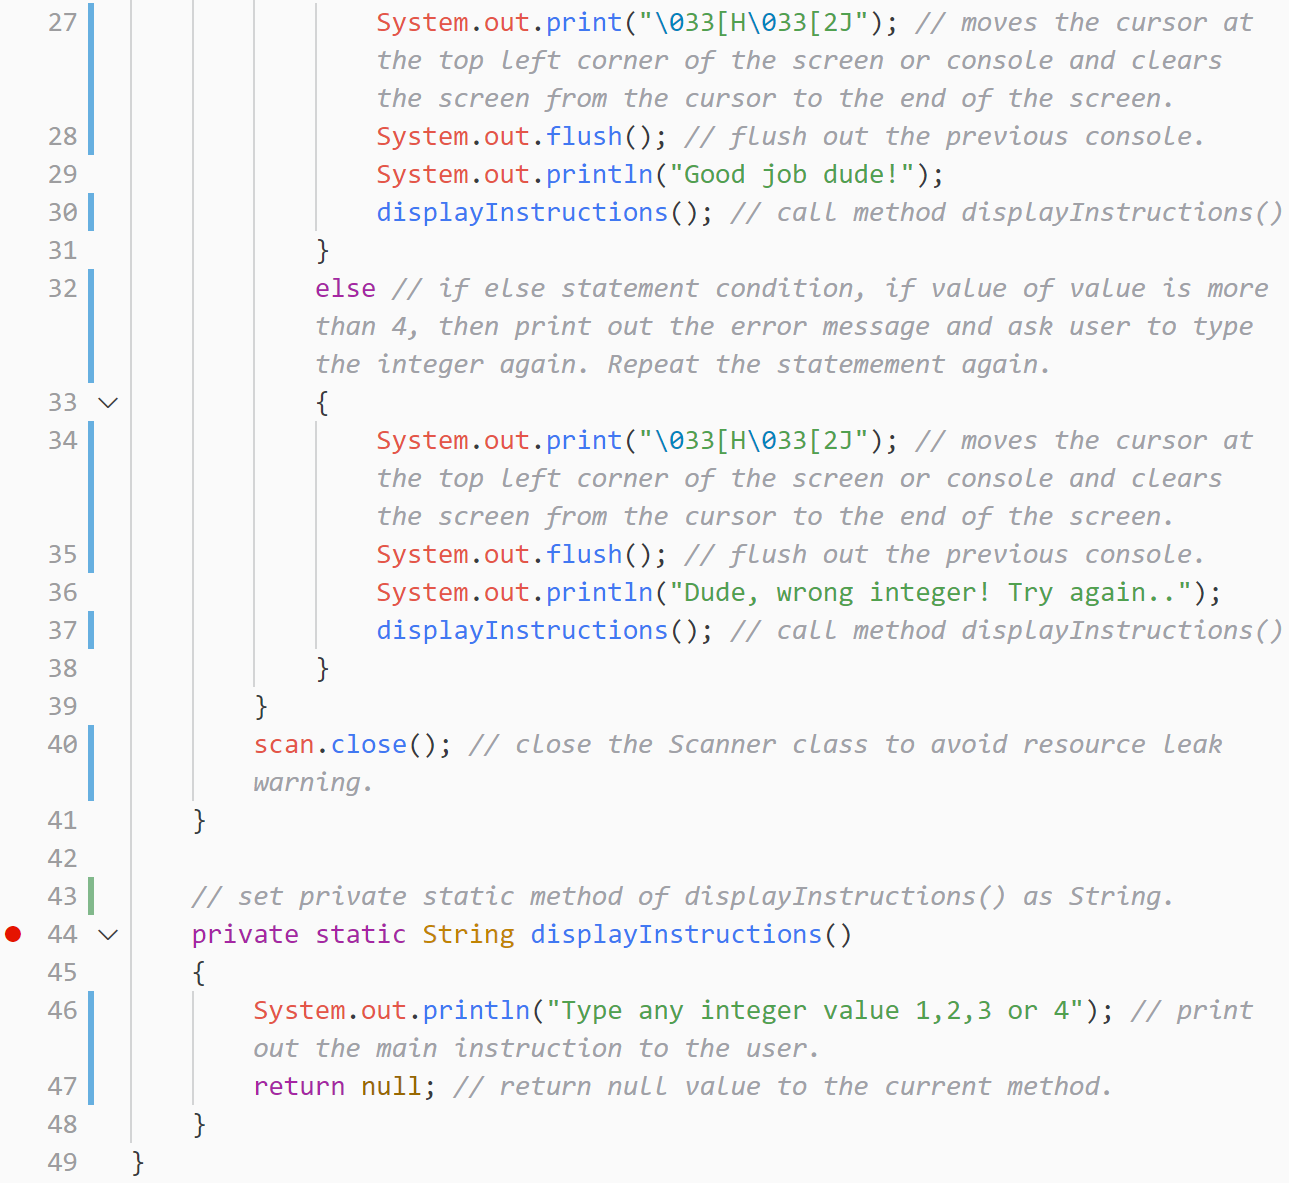 27 System.out.print("\033[H\033[2J"); // moves the cursor at
the top left corner of the screen or console and clears
the screen from the cursor to the end of the screen.
28 System.out.flush(); // flush out the previous console.
29 System.out.println("Good job dude!");
30 displayInstructions(); // call method displayInstructions()
31 }
32 else // if else statement condition, if value of value is more
than 4, then print out the error message and ask user to type
the integer again. Repeat the statemement again.
33 {
34 System.out.print("\033[H\033[2J"); // moves the cursor at
the top left corner of the screen or console and clears
the screen from the cursor to the end of the screen.
35 System.out.flush(); // flush out the previous console.
36 System.out.println("Dude, wrong integer! Try again..");
37 displayInstructions(); // call method displayInstructions()
38 }
39 }
40 scan.close(); // close the Scanner class to avoid resource leak
warning.
41 }
42
43 // set private static method of displayInstructions() as String.
44 private static String displayInstructions()
45 {
46 System.out.println("Type any integer value 1,2,3 or 4"); // print
out the main instruction to the user.
47 return null; // return null value to the current method.
48 }
49 }